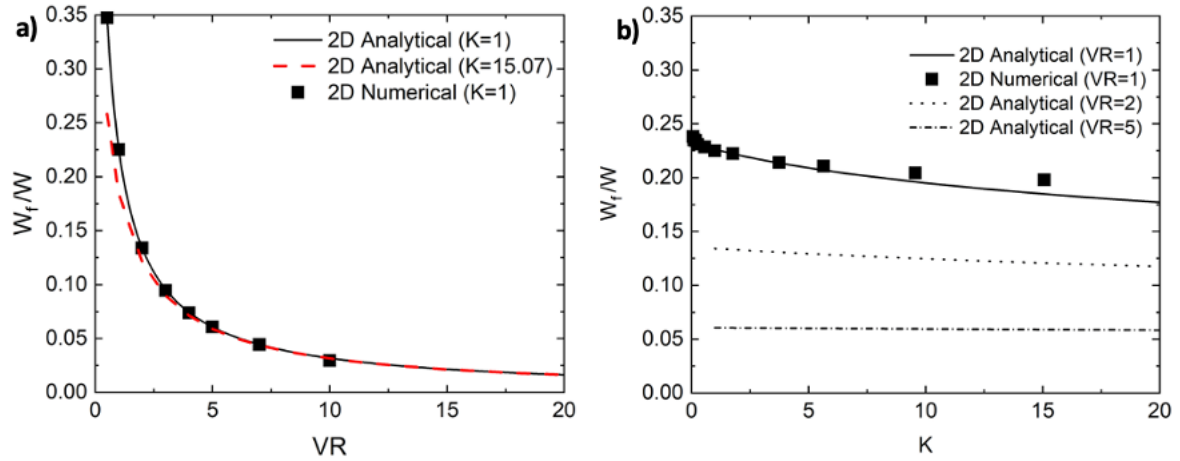 a)
0.35
0.30
0.25
0.20
0.15
0.10
0.05
0.00
W_f/W
2D Analytical (K=1)
2D Analytical (K=15.07)
2D Numerical (K=1)
0 5 10 15 20
VR
b)
0.35
0.30
0.25
0.20
0.15
0.10
0.05
0.00
W_f/W
2D Analytical (VR=1)
2D Numerical (VR=1)
2D Analytical (VR=2)
2D Analytical (VR=5)
0 5 10 15 20
K